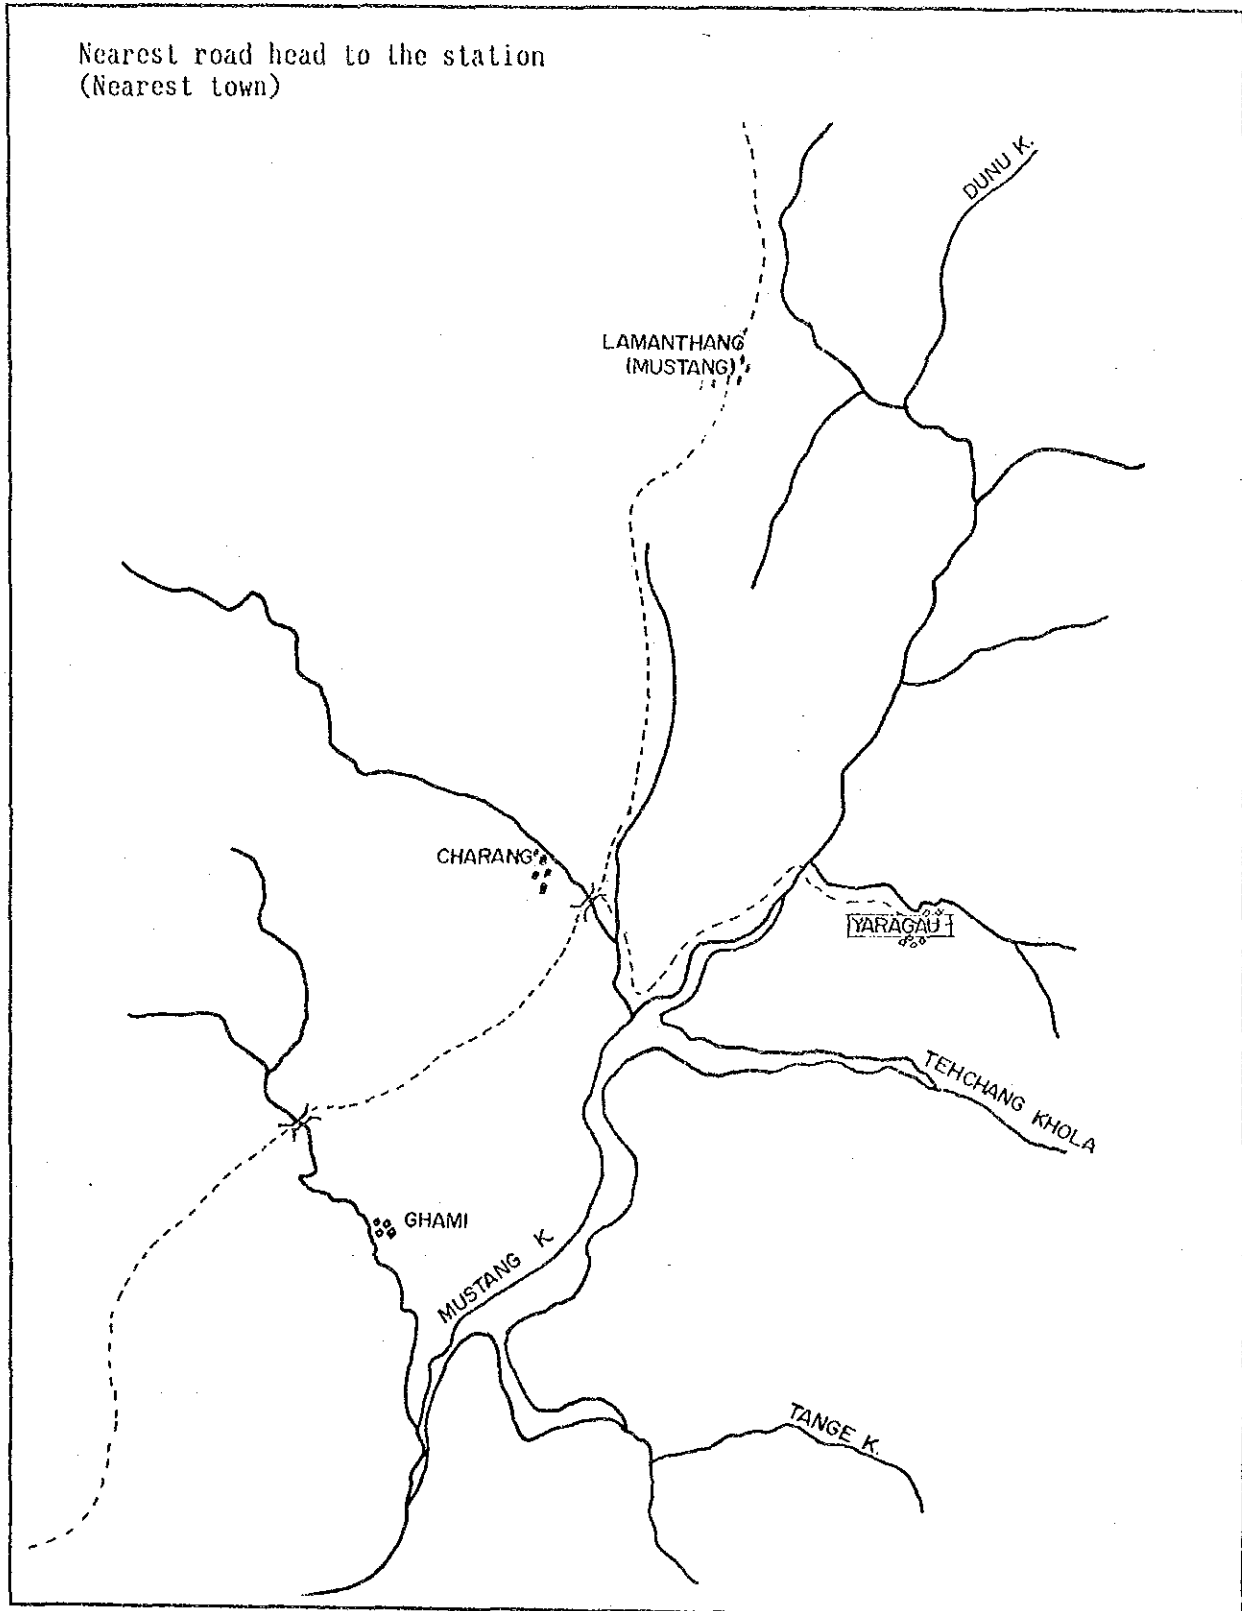 Nearest road head to the station
(Nearest town)
DUNU K.
LAMANTHANG
(MUSTANG)
CHARANG
YARAGAU
TEHCHANG KHOLA
GHAMI
MUSTANG K
TANGE K.